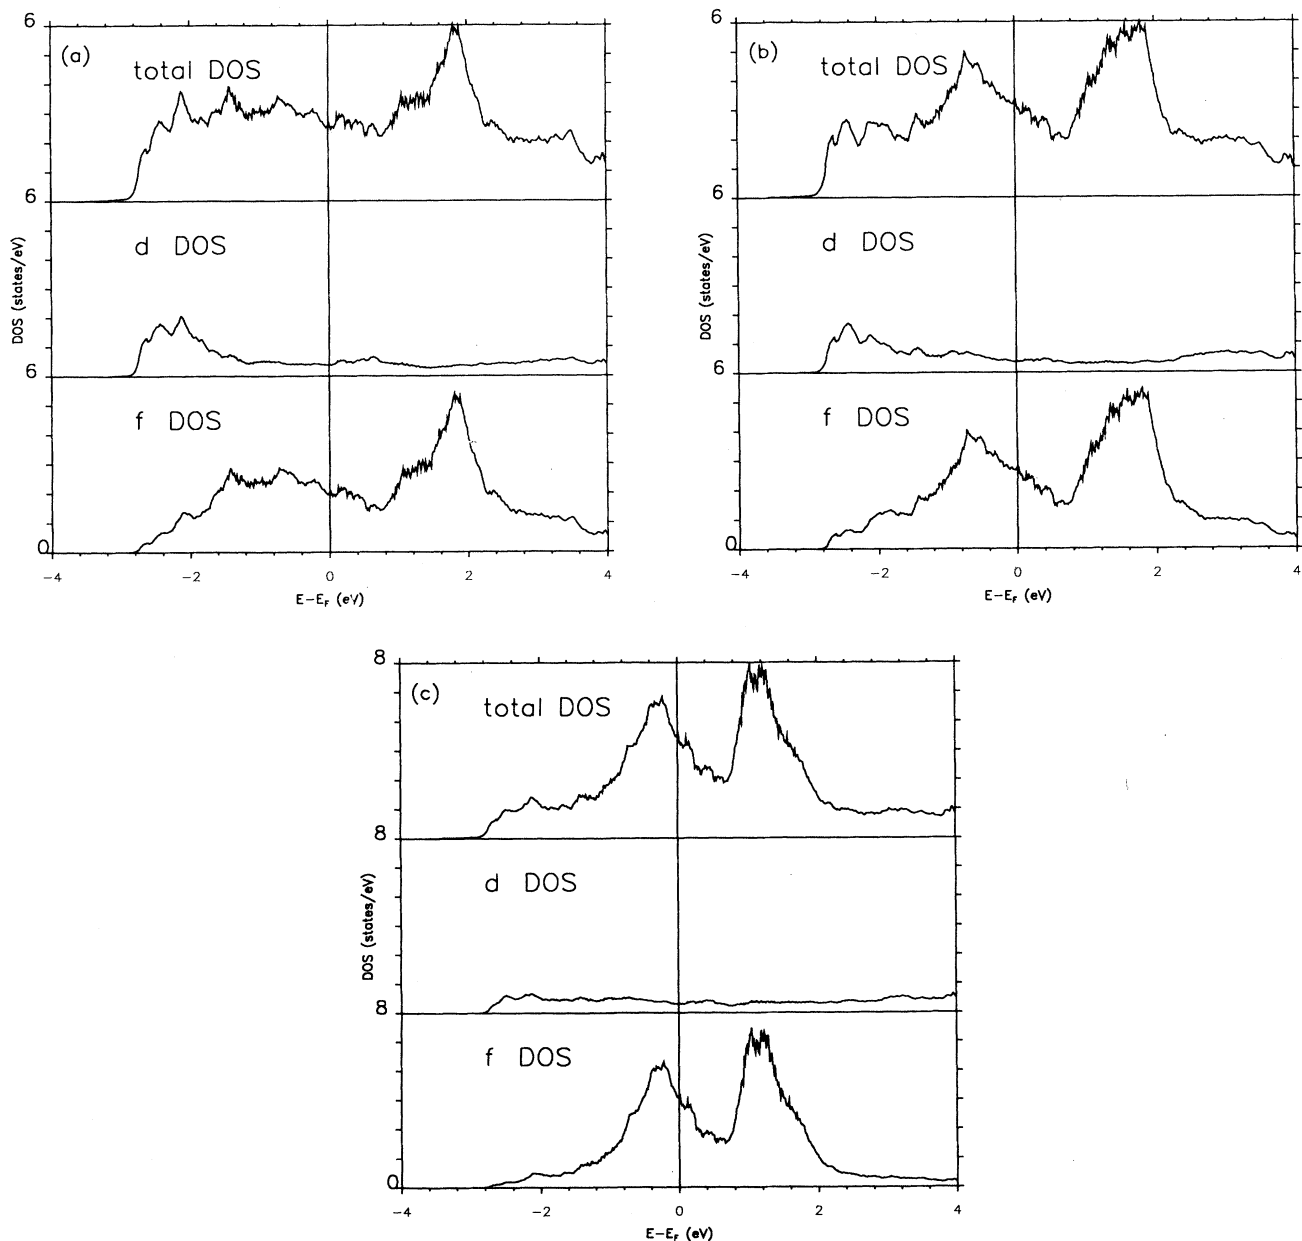 6
(a)
total DOS
6
d DOS
DOS (states/eV)
6
f DOS
0
−4 −2 0 2 4
E−E_F (eV)
6
(b)
total DOS
6
d DOS
DOS (states/eV)
6
f DOS
0
−4 −2 0 2 4
E−E_F (eV)
8
(c)
total DOS
8
d DOS
DOS (states/eV)
8
f DOS
0
−4 −2 0 2 4
E−E_F (eV)